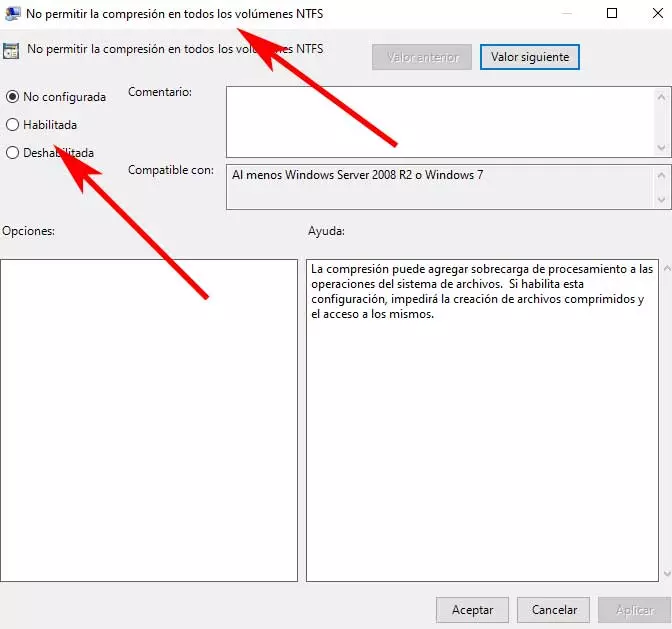 No permitir la compresión en todos los volúmenes NTFS
No permitir la compresión en todos los volúmenes NTFS
Valor anterior
Valor siguiente
No configurada
Habilitada
Deshabilitada
Comentario:
Compatible con:
Al menos Windows Server 2008 R2 o Windows 7
Opciones:
Ayuda:
La compresión puede agregar sobrecarga de procesamiento a las
operaciones del sistema de archivos.  Si habilita esta
configuración, impedirá la creación de archivos comprimidos y
el acceso a los mismos.
Aceptar
Cancelar
Aplicar